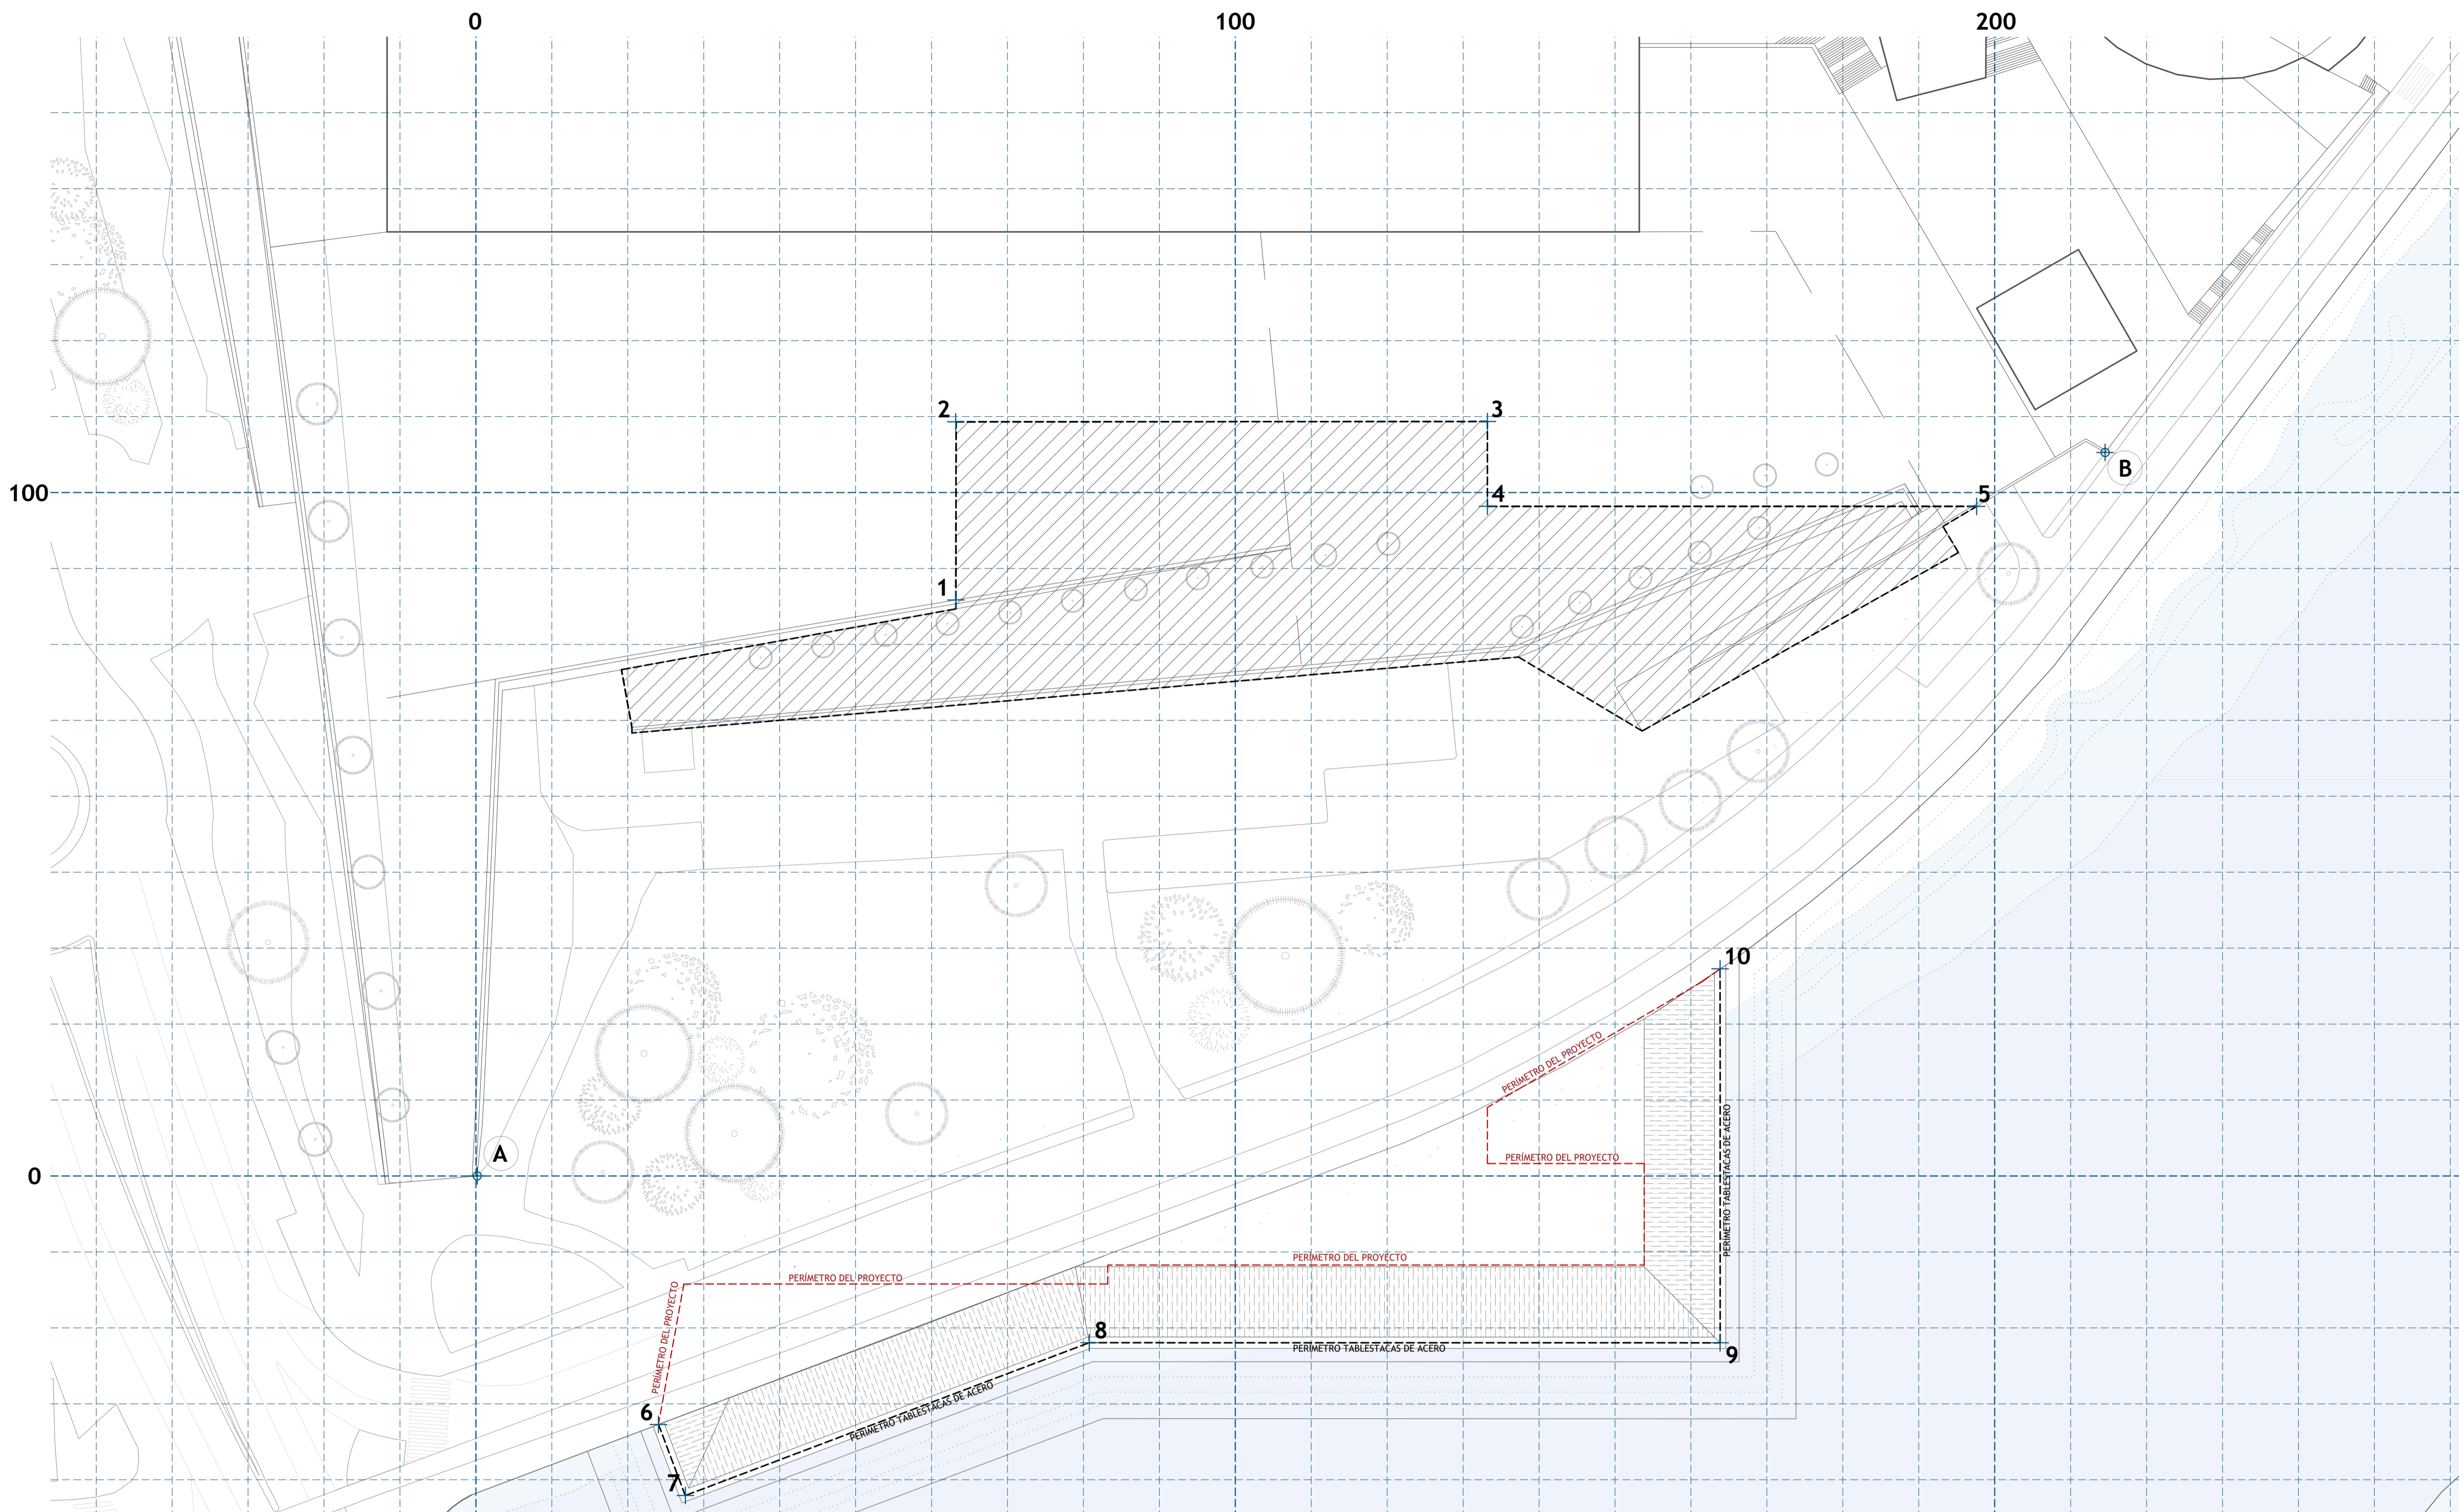 0
100
200
2
3
B
100
4
5
1
10
PERÍMETRO DEL PROYECTO
A
PERÍMETRO TABLESTACAS DE ACERO
PERÍMETRO DEL PROYECTO
0
PERÍMETRO DEL PROYECTO
PERÍMETRO DEL PROYECTO
PERÍMETRO DEL PROYECTO
8
PERÍMETRO TABLESTACAS DE ACERO
9
PERÍMETRO TABLESTACAS DE ACERO
6
7